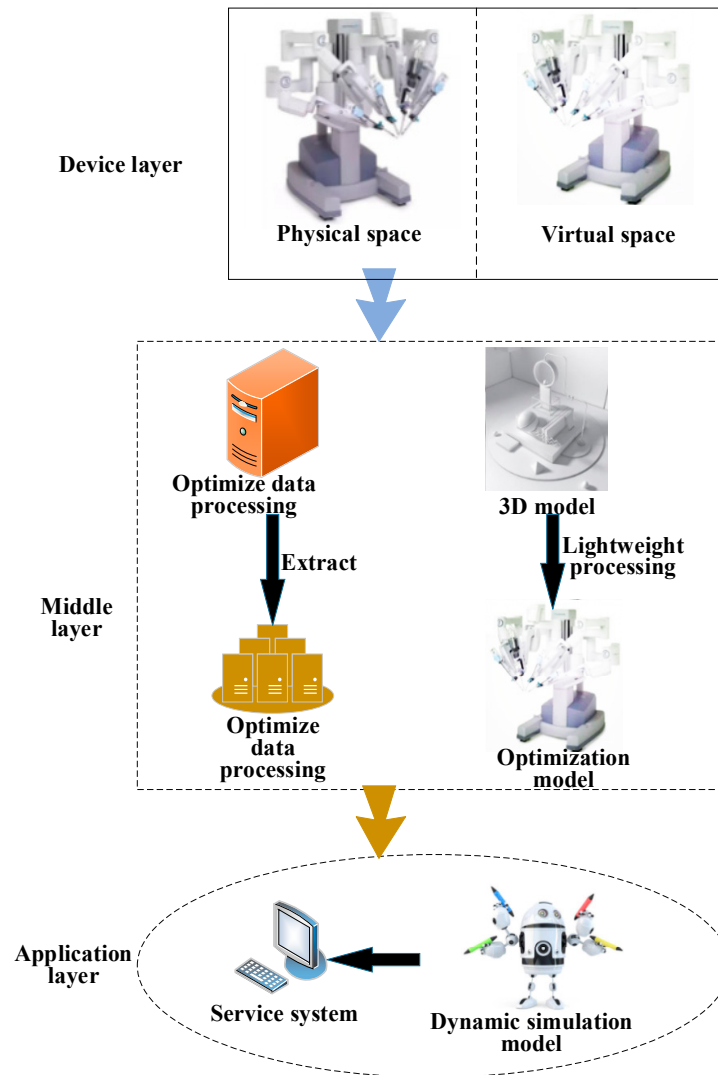 Device layer
Physical space
Virtual space
Optimize data
processing
3D model
Extract
Lightweight
processing
Middle
layer
Optimize
data
processing
Optimization
model
Application
layer
Service system
Dynamic simulation
model